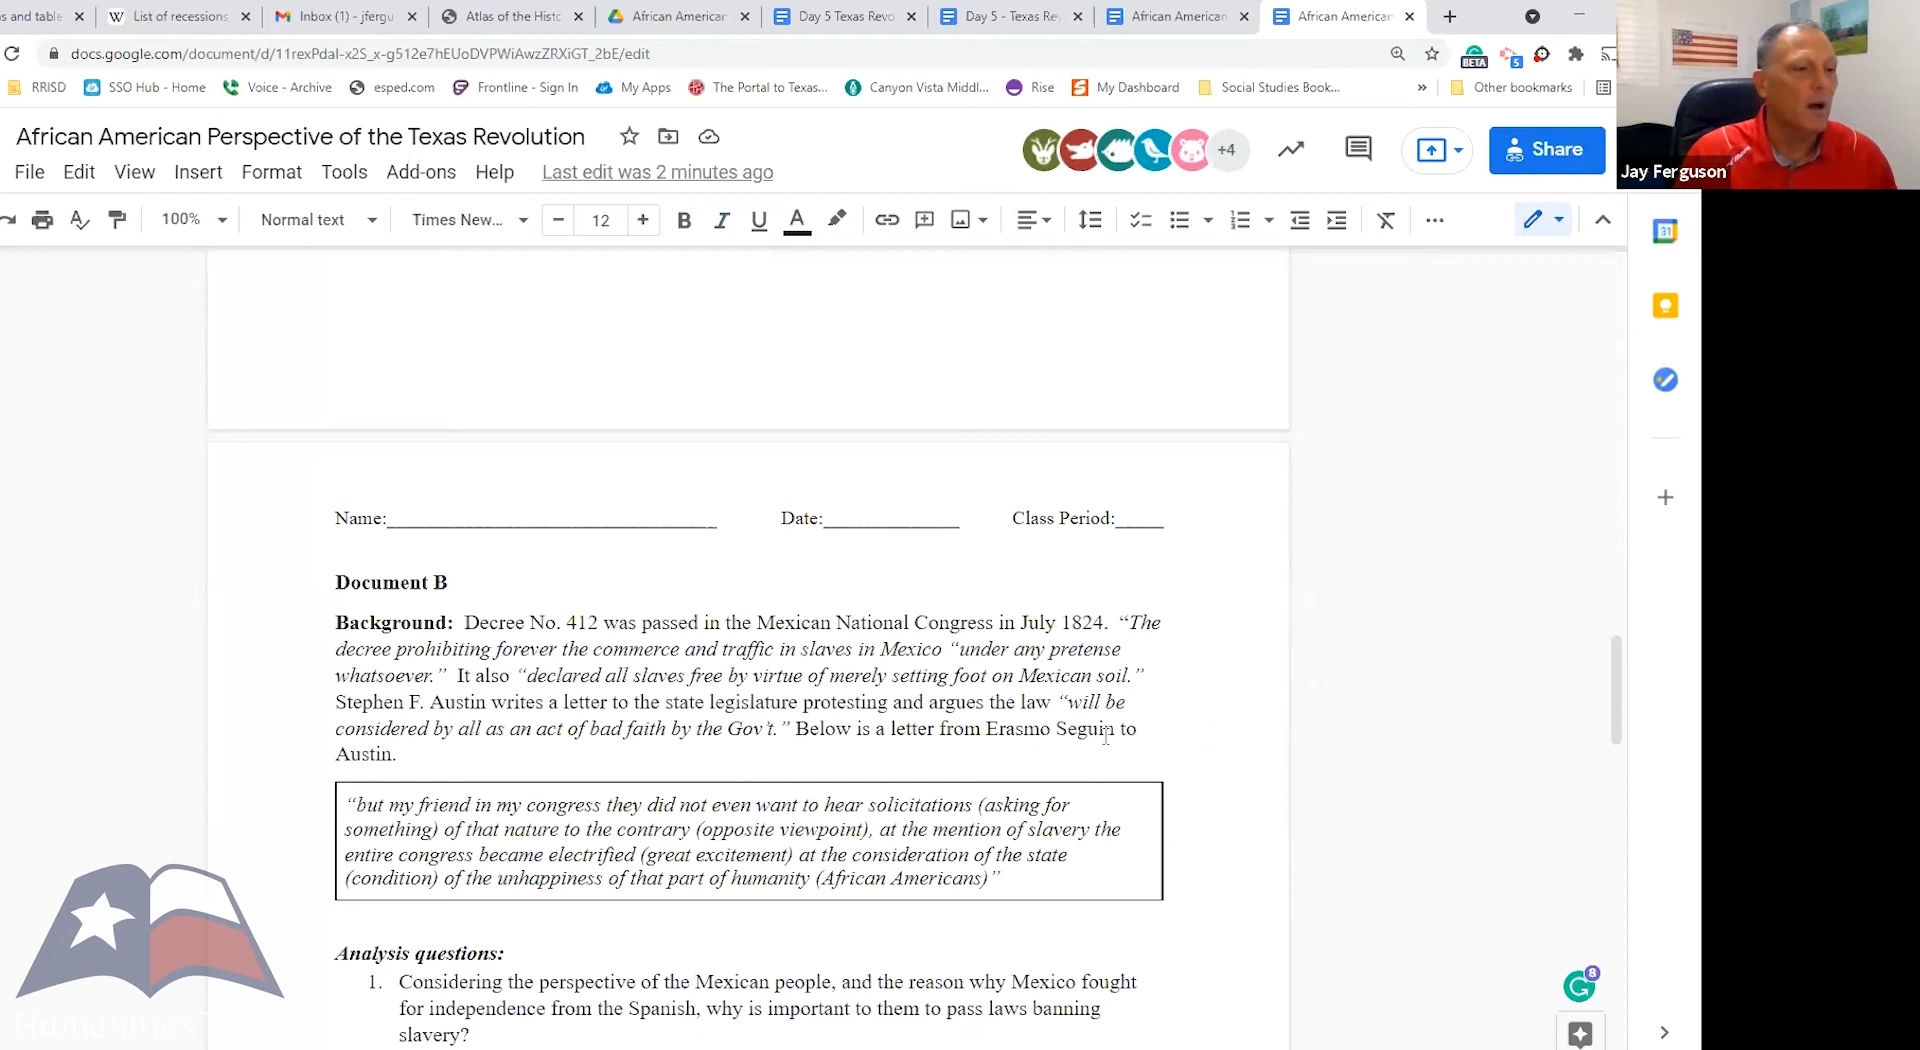 s and table
List of recessions
Inbox (1) - jfergu
Atlas of the Histo
African American
Day 5 Texas Revo
Day 5 - Texas Re
African American
African American
docs.google.com/document/d/11rexPdal-x2S_x-g512e7hEUoDVPWiAwzZRXiGT_2bE/edit
BETA
5
RRISD
SSO Hub - Home
Voice - Archive
esped.com
Frontline - Sign In
My Apps
The Portal to Texas...
Canyon Vista Middl...
Rise
My Dashboard
Social Studies Book...
»
Other bookmarks
African American Perspective of the Texas Revolution
+4
Share
Jay Ferguson
File Edit View Insert Format Tools Add-ons Help Last edit was 2 minutes ago
100% Normal text Times New... − 12 + B I U A
31
Name:__________________ Date:__________ Class Period:_____
Document B
Background: Decree No. 412 was passed in the Mexican National Congress in July 1824. “The
decree prohibiting forever the commerce and traffic in slaves in Mexico “under any pretense
whatsoever.” It also “declared all slaves free by virtue of merely setting foot on Mexican soil.”
Stephen F. Austin writes a letter to the state legislature protesting and argues the law “will be
considered by all as an act of bad faith by the Gov’t.” Below is a letter from Erasmo Seguin to
Austin.
“but my friend in my congress they did not even want to hear solicitations (asking for
something) of that nature to the contrary (opposite viewpoint), at the mention of slavery the
entire congress became electrified (great excitement) at the consideration of the state
(condition) of the unhappiness of that part of humanity (African Americans)”
Analysis questions:
1. Considering the perspective of the Mexican people, and the reason why Mexico fought
for independence from the Spanish, why is important to them to pass laws banning
slavery?
8
Humanities